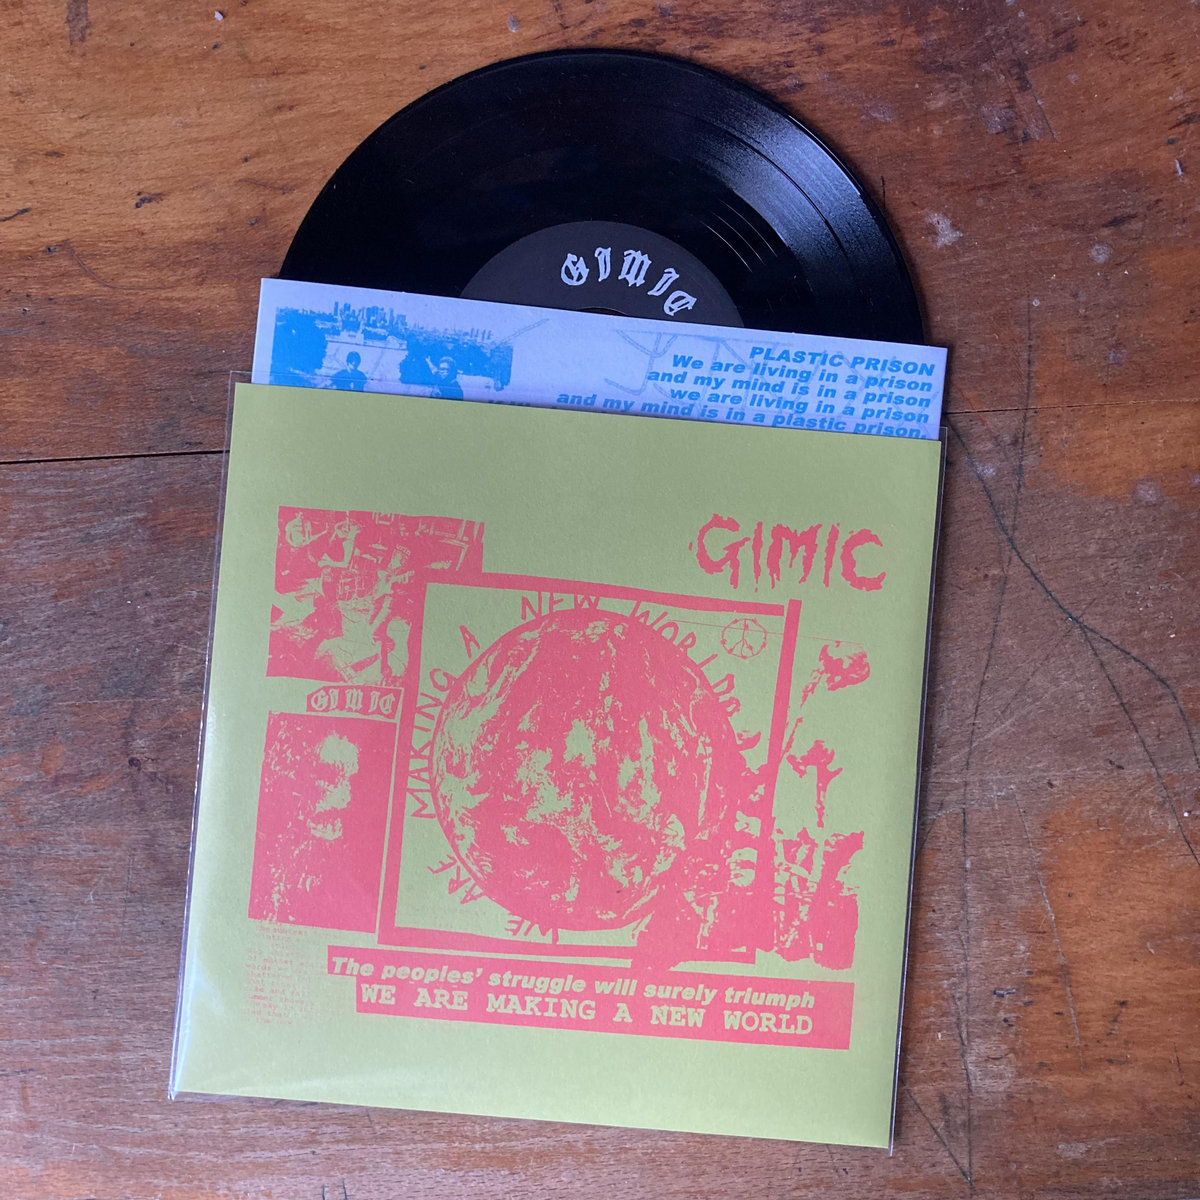 GIMIC
PLASTIC PRISON
We are living in a prison
and my mind is in a prison
we are living in a prison
and my mind is in a plastic prison.
GIMIC
GIMIC
WE ARE MAKING A NEW WORLD
The peoples' struggle will surely triumph
WE ARE MAKING A NEW WORLD